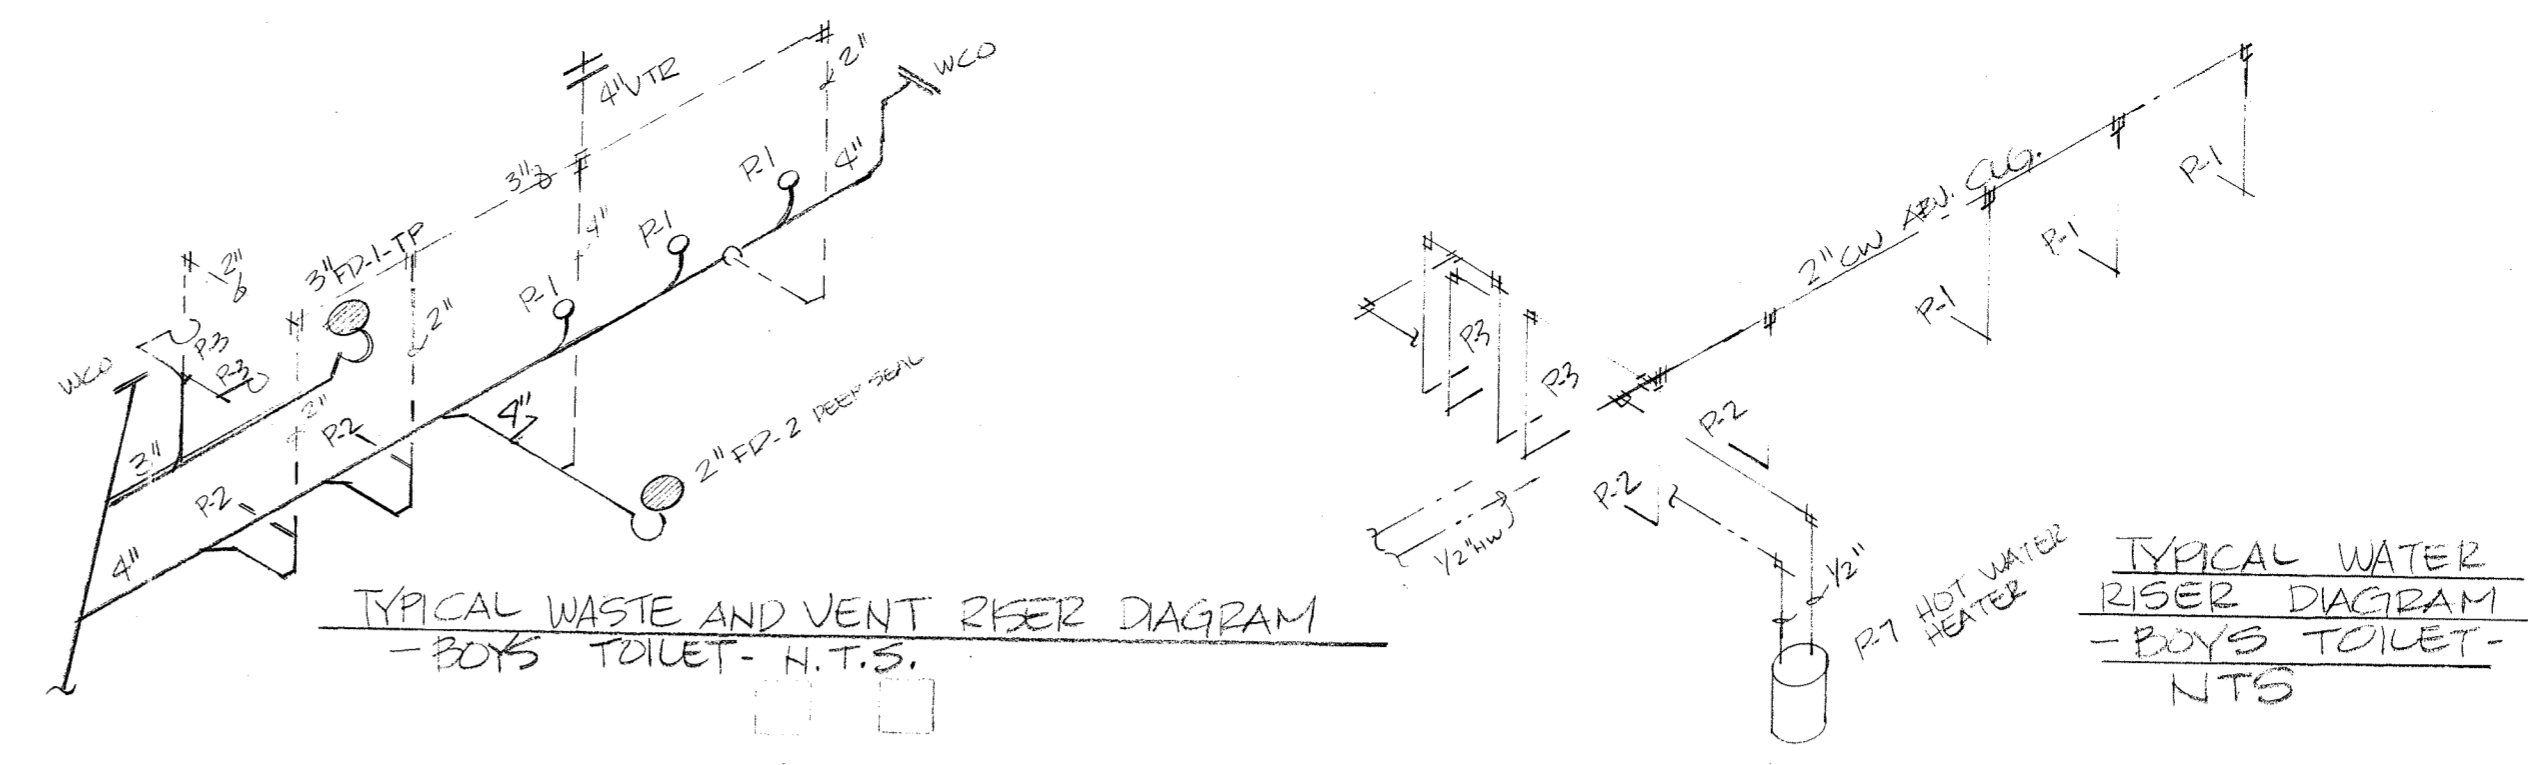 4" VTR
2"
WCO
3"
P-1
4"
4"
P-1
3" FD-1-TP
2"
P-1
2"
P-3
P-3
WCO
2"
P-2
4"
2" FD-2 DEEP SEAL
3"
P-2
4"
TYPICAL WASTE AND VENT RISER DIAGRAM
- BOYS TOILET - N.T.S.
2" CW ABV. CLG.
P-1
P-1
P-1
P-3
P-3
P-2
P-2
1/2" HW
1/2"
P-7 HOT WATER
HEATER
TYPICAL WATER
RISER DIAGRAM
- BOYS TOILET -
NTS